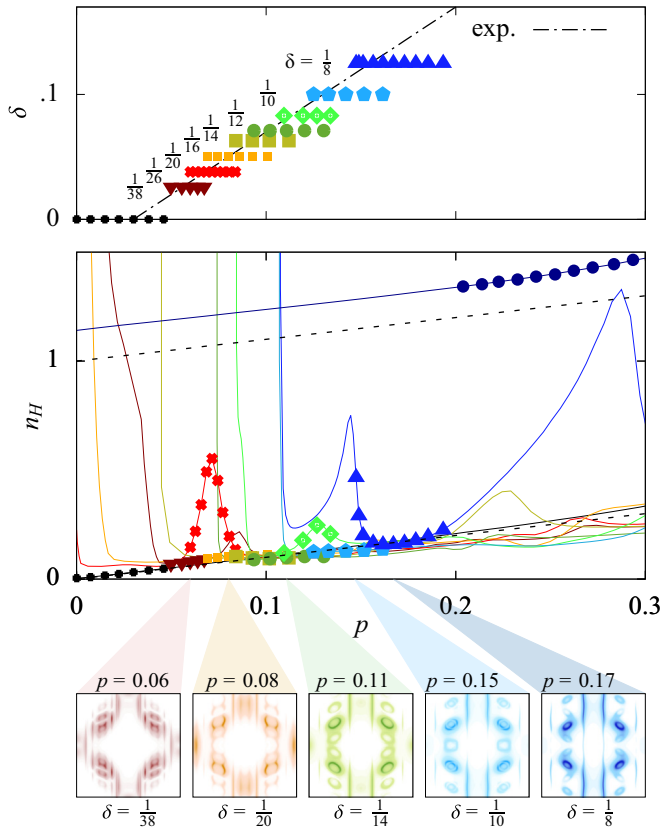 exp.
δ = 1/8
.1
δ
1/10
1/12
1/14
1/16
1/20
1/26
1/38
0
1
n_H
0
0 0.1 0.2 0.3
p
p = 0.06 p = 0.08 p = 0.11 p = 0.15 p = 0.17
δ = 1/38 δ = 1/20 δ = 1/14 δ = 1/10 δ = 1/8